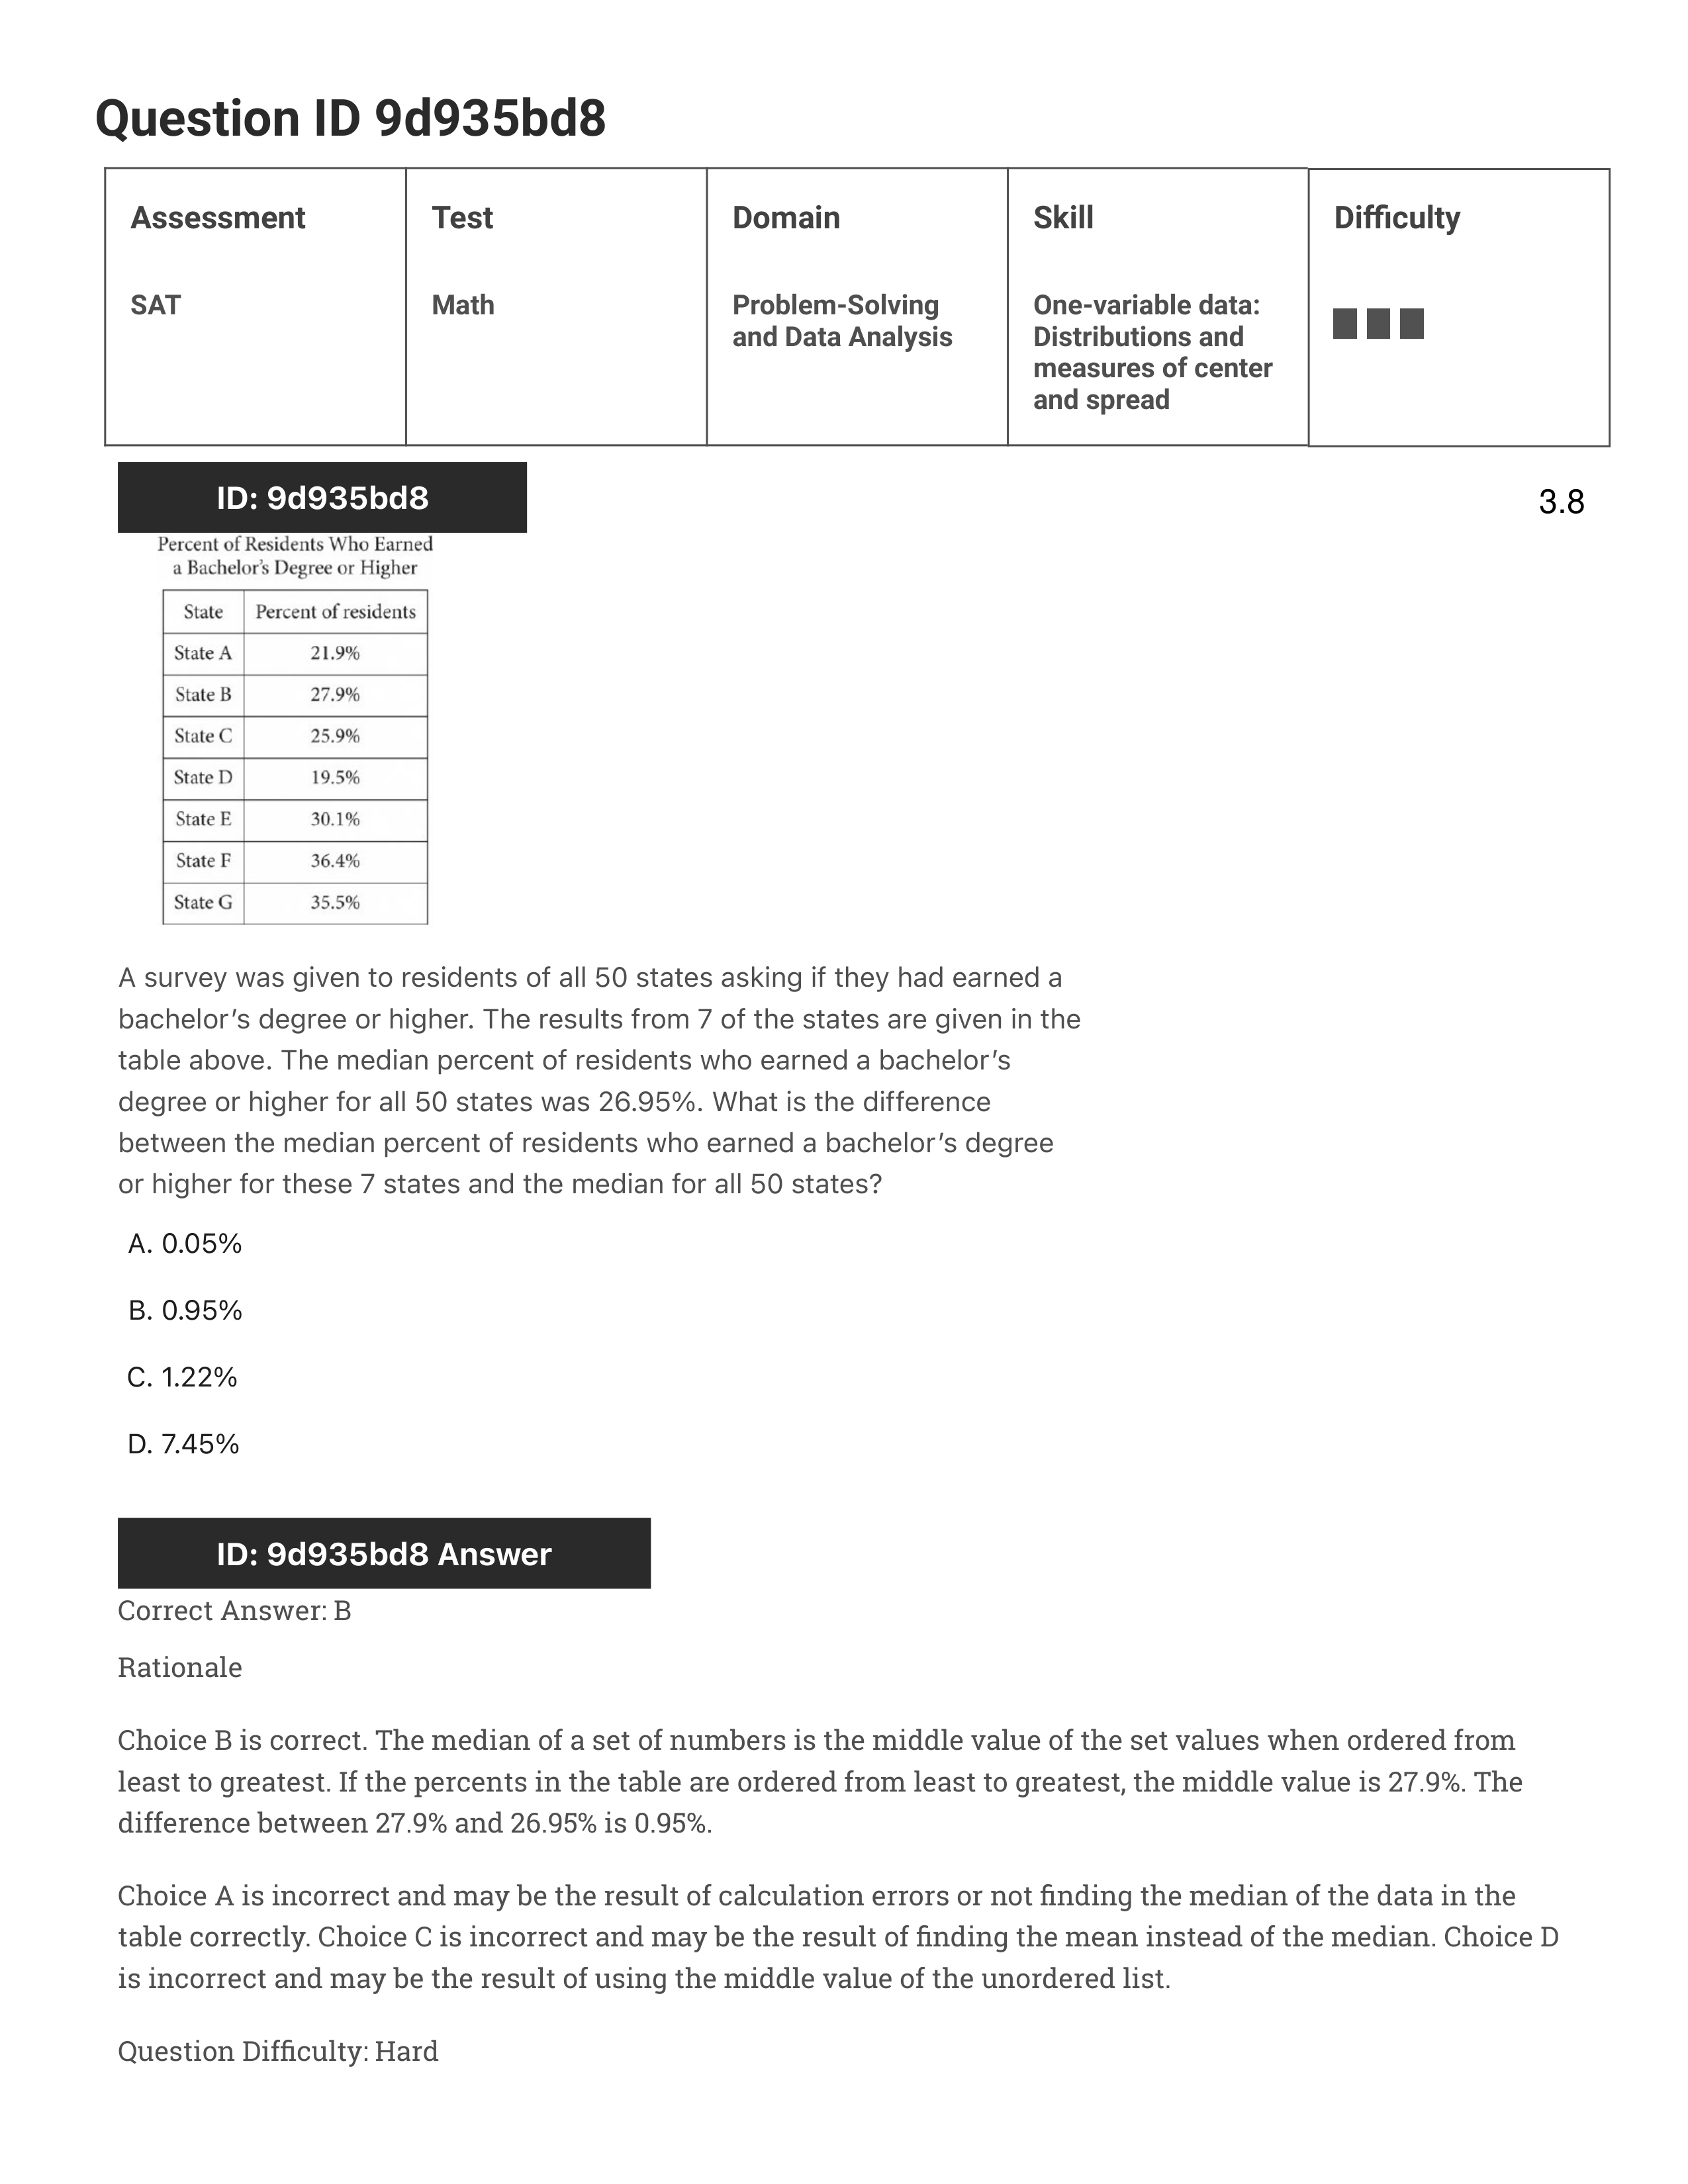 Question ID 9d935bd8
Assessment Test Domain Skill Difficulty
SAT Math Problem-Solving and Data Analysis One-variable data: Distributions and measures of center and spread
ID: 9d935bd8
3.8
Percent of Residents Who Earned
a Bachelor's Degree or Higher
State Percent of residents
State A 21.9%
State B 27.9%
State C 25.9%
State D 19.5%
State E 30.1%
State F 36.4%
State G 35.5%
A survey was given to residents of all 50 states asking if they had earned a
bachelor's degree or higher. The results from 7 of the states are given in the
table above. The median percent of residents who earned a bachelor's
degree or higher for all 50 states was 26.95%. What is the difference
between the median percent of residents who earned a bachelor's degree
or higher for these 7 states and the median for all 50 states?
A. 0.05%
B. 0.95%
C. 1.22%
D. 7.45%
ID: 9d935bd8 Answer
Correct Answer: B
Rationale
Choice B is correct. The median of a set of numbers is the middle value of the set values when ordered from
least to greatest. If the percents in the table are ordered from least to greatest, the middle value is 27.9%. The
difference between 27.9% and 26.95% is 0.95%.
Choice A is incorrect and may be the result of calculation errors or not finding the median of the data in the
table correctly. Choice C is incorrect and may be the result of finding the mean instead of the median. Choice D
is incorrect and may be the result of using the middle value of the unordered list.
Question Difficulty: Hard